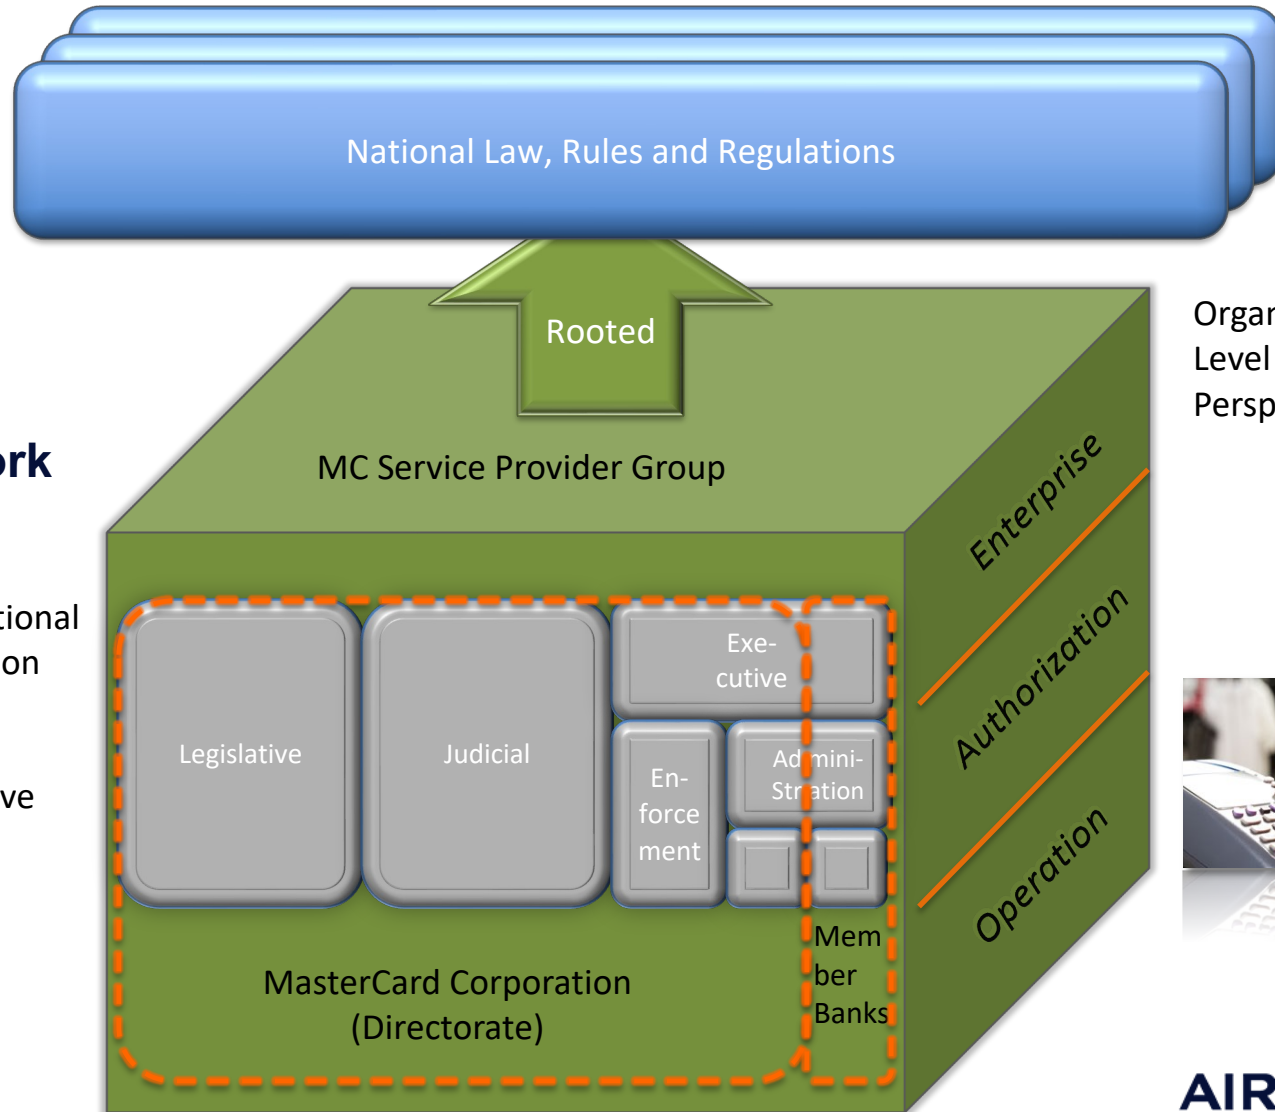 National Law, Rules and Regulations
Rooted
Organ
Level
Persp
ork
MC Service Provider Group
tional
on
ve
Enterprise
Authorization
Operation
Legislative
Judicial
Exe-
cutive
En-
force
ment
Admini-
Stration
Mem
ber
Banks
MasterCard Corporation
(Directorate)
AIR